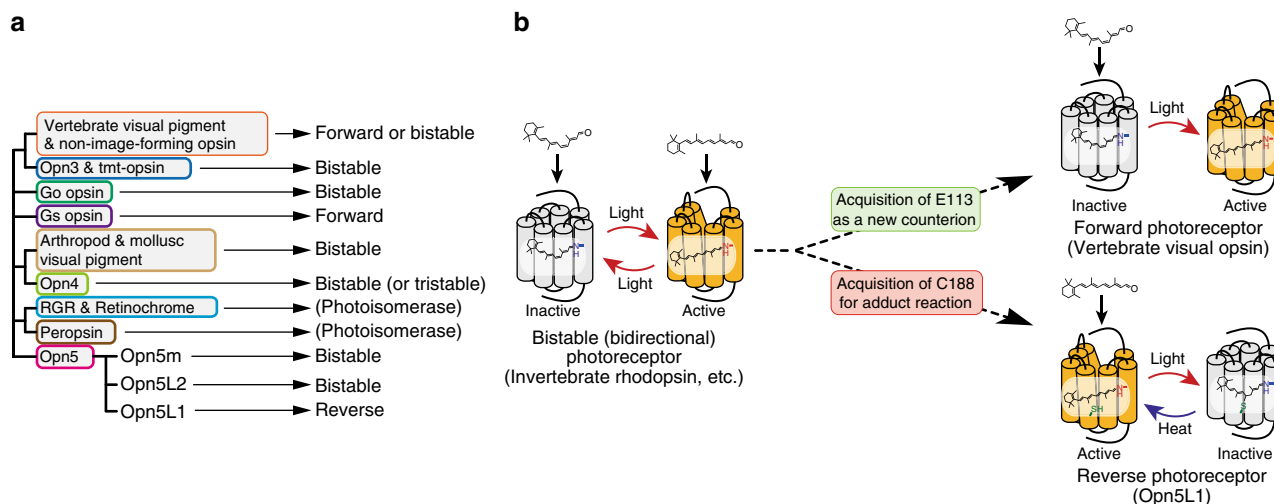 a
Vertebrate visual pigment
& non-image-forming opsin
Forward or bistable
Opn3 & tmt-opsin
Bistable
Go opsin
Bistable
Gs opsin
Forward
Arthropod & mollusc
visual pigment
Bistable
Opn4
Bistable (or tristable)
RGR & Retinochrome
(Photoisomerase)
Peropsin
(Photoisomerase)
Opn5
Opn5m
Bistable
Opn5L2
Bistable
Opn5L1
Reverse
b
O
O
N
H
N
H
Light
Light
Inactive
Active
Bistable (bidirectional)
photoreceptor
(Invertebrate rhodopsin, etc.)
Acquisition of E113
as a new counterion
Acquisition of C188
for adduct reaction
O
N
H
N
H
Light
Inactive
Active
Forward photoreceptor
(Vertebrate visual opsin)
O
N
H
SH
N
H
S
Light
Heat
Active
Inactive
Reverse photoreceptor
(Opn5L1)